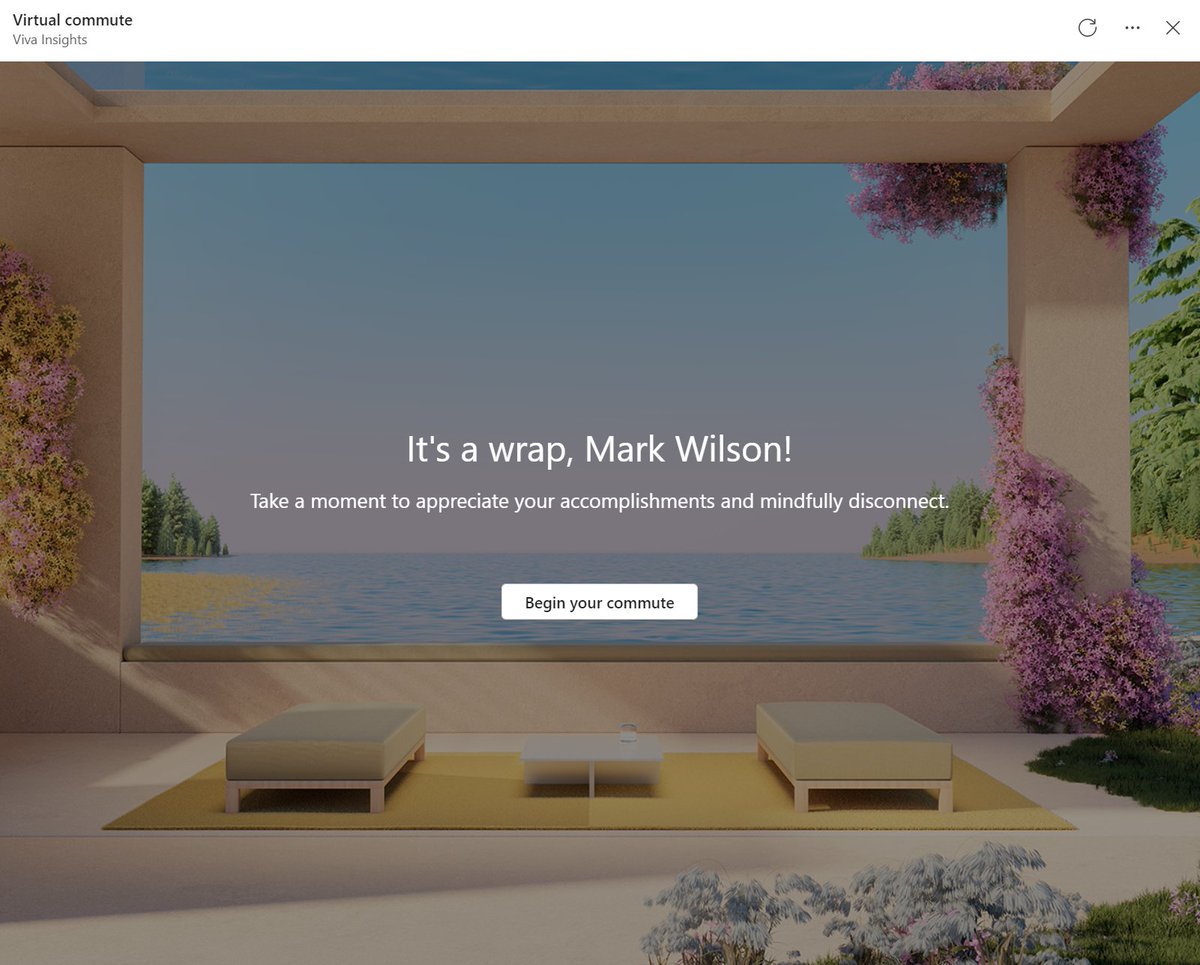 Virtual commute
Viva Insights
It's a wrap, Mark Wilson!
Take a moment to appreciate your accomplishments and mindfully disconnect.
Begin your commute